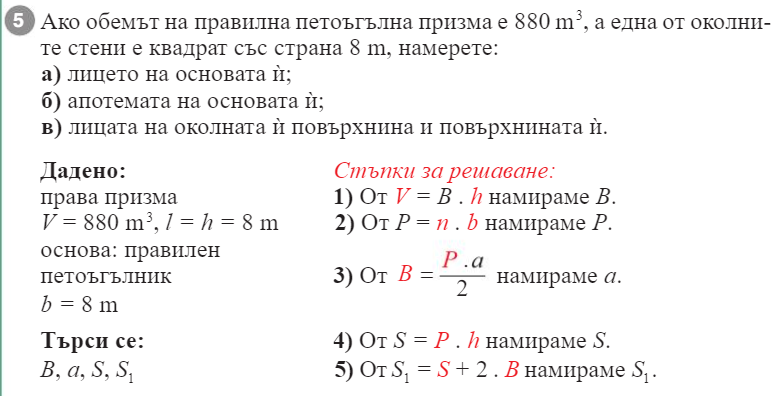 5 Ако обемът на правилна петоъгълна призма е 880 m³, а една от околни-
те стени е квадрат със страна 8 m, намерете:
а) лицето на основата ѝ;
б) апотемата на основата ѝ;
в) лицата на околната ѝ повърхнина и повърхнината ѝ.
Дадено:
права призма
V = 880 m³, l = h = 8 m
основа: правилен
петоъгълник
b = 8 m
Търси се:
B, a, S, S₁
Стъпки за решаване:
1) От V = B . h намираме B.
2) От P = n . b намираме P.
3) От B = P . a / 2 намираме a.
4) От S = P . h намираме S.
5) От S₁ = S + 2 . B намираме S₁.